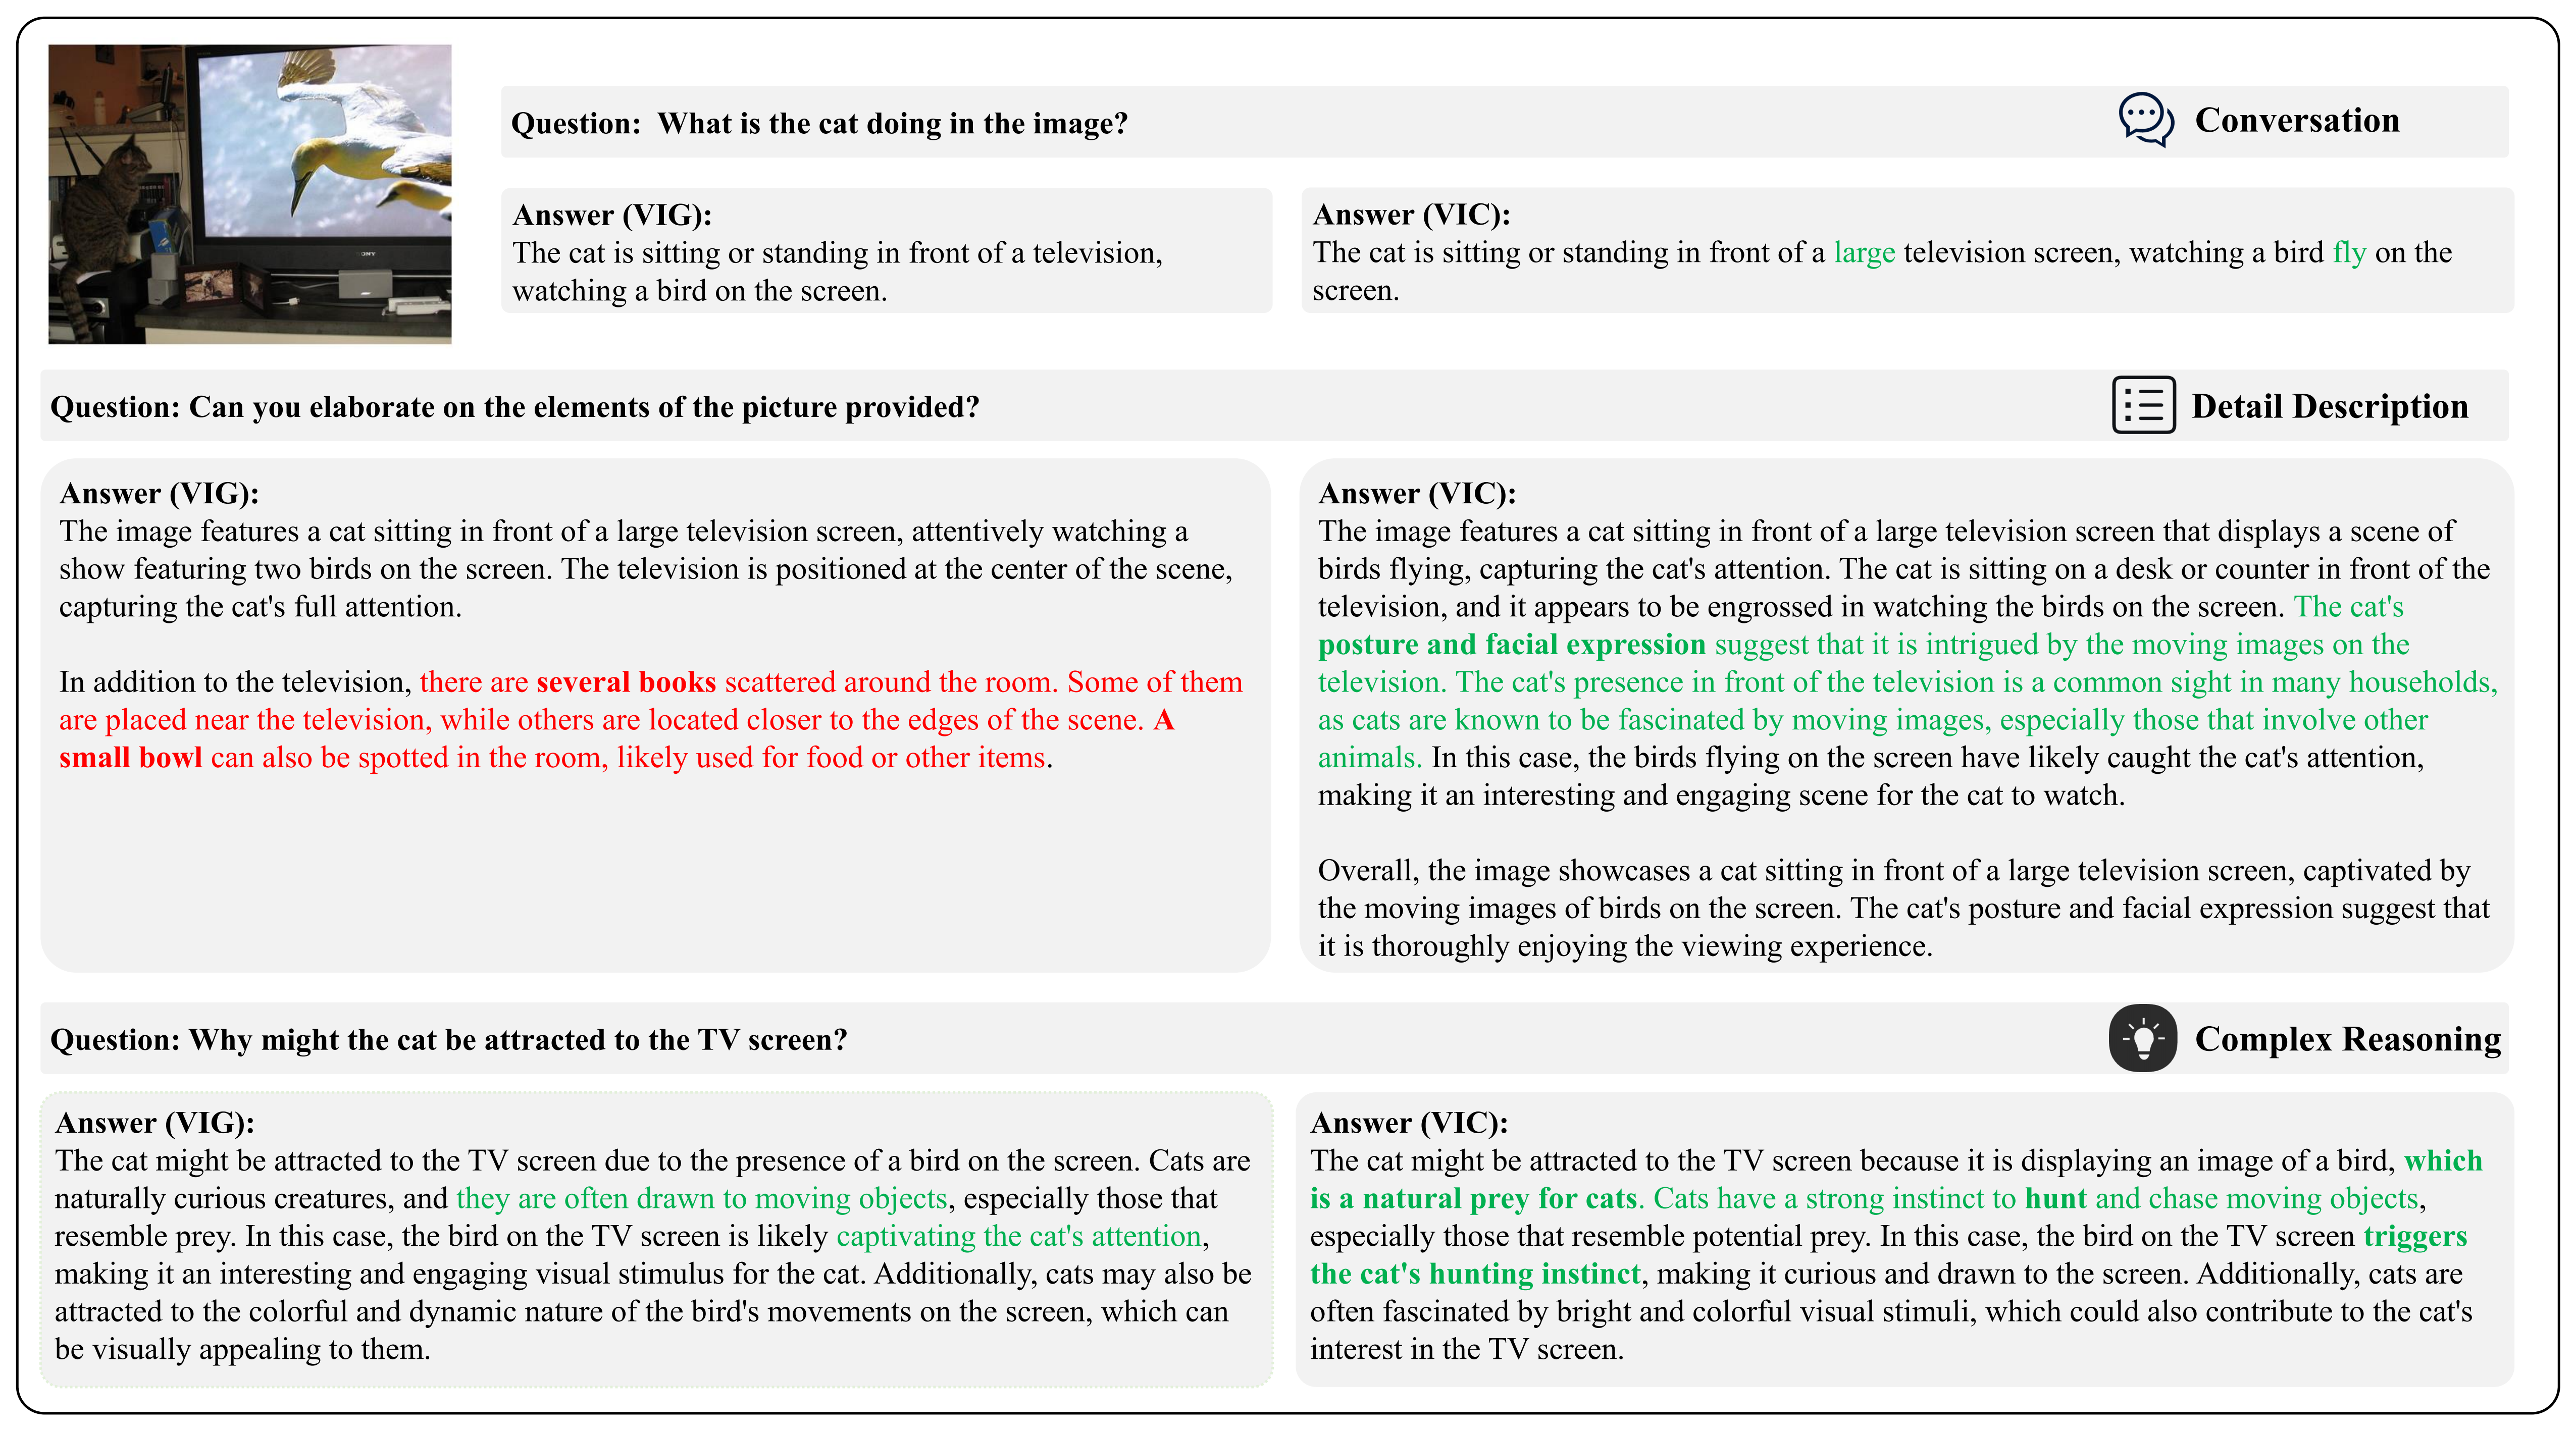 SONY
Question: What is the cat doing in the image?
Conversation
Answer (VIG):
The cat is sitting or standing in front of a television,
watching a bird on the screen.
Answer (VIC):
The cat is sitting or standing in front of a large television screen, watching a bird fly on the
screen.
Question: Can you elaborate on the elements of the picture provided?
Detail Description
Answer (VIG):
The image features a cat sitting in front of a large television screen, attentively watching a
show featuring two birds on the screen. The television is positioned at the center of the scene,
capturing the cat's full attention.
In addition to the television, there are several books scattered around the room. Some of them
are placed near the television, while others are located closer to the edges of the scene. A
small bowl can also be spotted in the room, likely used for food or other items.
Answer (VIC):
The image features a cat sitting in front of a large television screen that displays a scene of
birds flying, capturing the cat's attention. The cat is sitting on a desk or counter in front of the
television, and it appears to be engrossed in watching the birds on the screen. The cat's
posture and facial expression suggest that it is intrigued by the moving images on the
television. The cat's presence in front of the television is a common sight in many households,
as cats are known to be fascinated by moving images, especially those that involve other
animals. In this case, the birds flying on the screen have likely caught the cat's attention,
making it an interesting and engaging scene for the cat to watch.
Overall, the image showcases a cat sitting in front of a large television screen, captivated by
the moving images of birds on the screen. The cat's posture and facial expression suggest that
it is thoroughly enjoying the viewing experience.
Question: Why might the cat be attracted to the TV screen?
Complex Reasoning
Answer (VIG):
The cat might be attracted to the TV screen due to the presence of a bird on the screen. Cats are
naturally curious creatures, and they are often drawn to moving objects, especially those that
resemble prey. In this case, the bird on the TV screen is likely captivating the cat's attention,
making it an interesting and engaging visual stimulus for the cat. Additionally, cats may also be
attracted to the colorful and dynamic nature of the bird's movements on the screen, which can
be visually appealing to them.
Answer (VIC):
The cat might be attracted to the TV screen because it is displaying an image of a bird, which
is a natural prey for cats. Cats have a strong instinct to hunt and chase moving objects,
especially those that resemble potential prey. In this case, the bird on the TV screen triggers
the cat's hunting instinct, making it curious and drawn to the screen. Additionally, cats are
often fascinated by bright and colorful visual stimuli, which could also contribute to the cat's
interest in the TV screen.